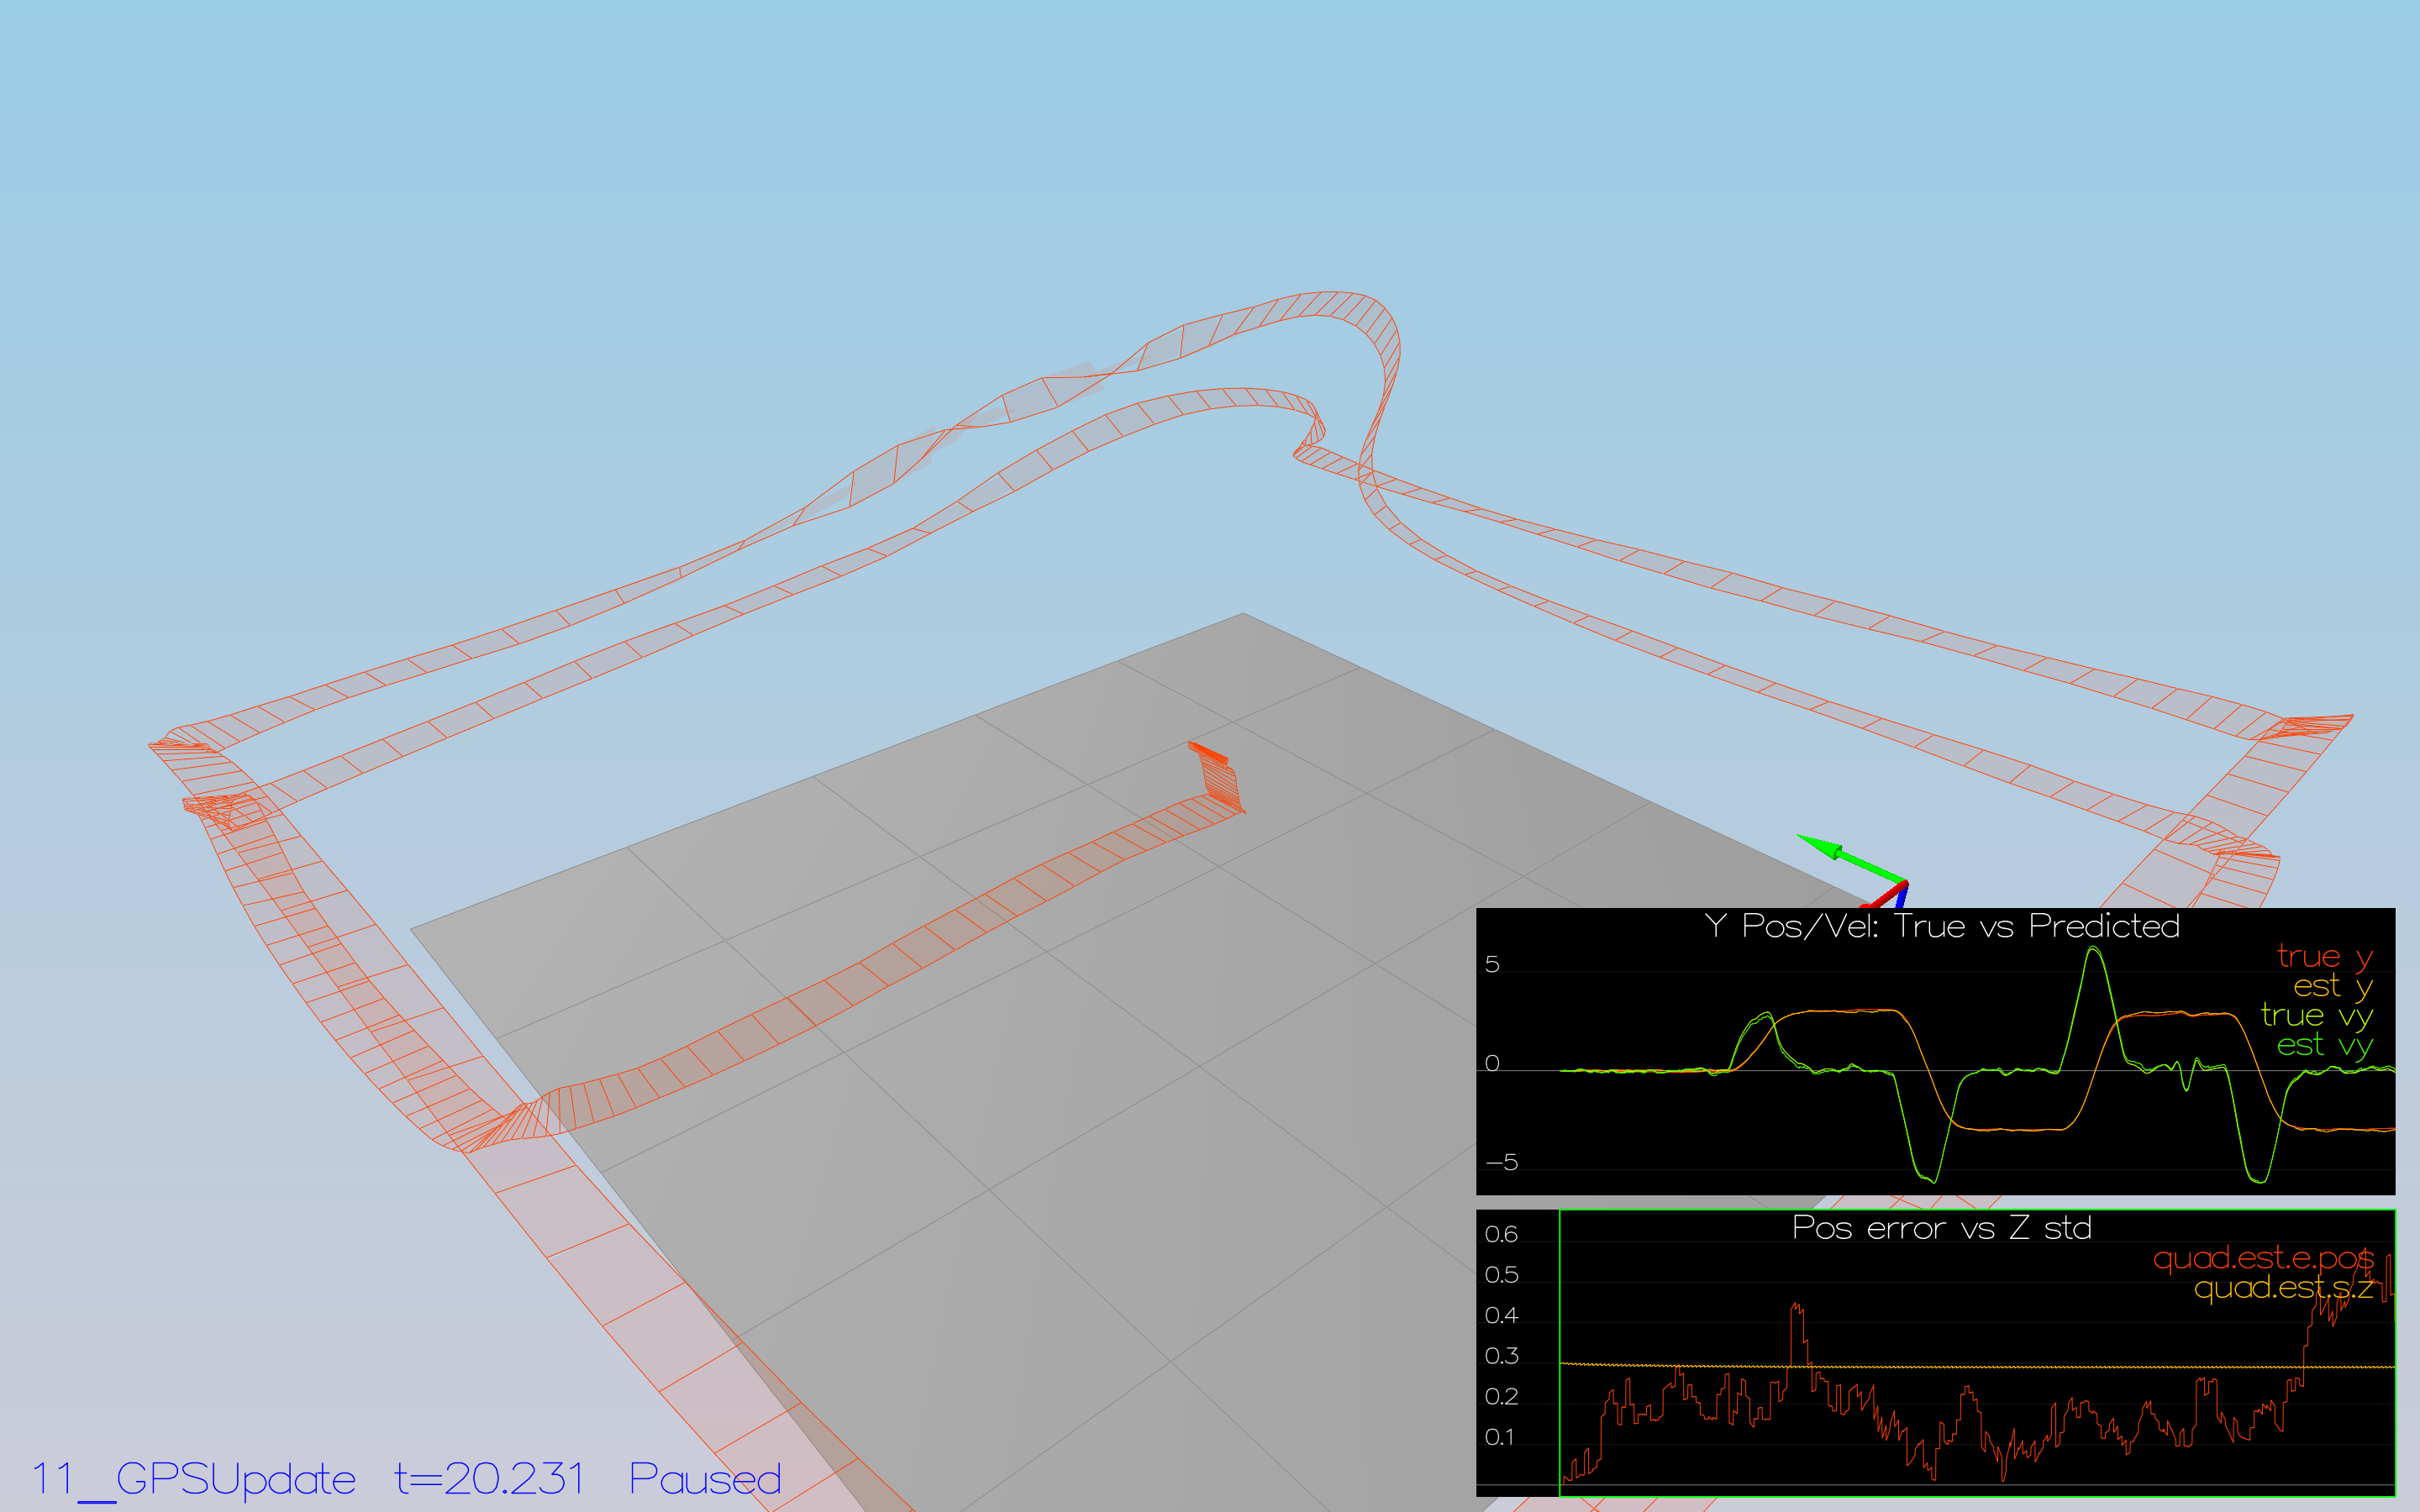 Y Pos/Vel: True vs Predicted
5
true y
est y
true vy
est vy
0
-5
Pos error vs Z std
0.6
quad.est.e.pos
0.5
quad.est.s.z
0.4
0.3
0.2
0.1
11__GPSUpdate t=20.231 Paused